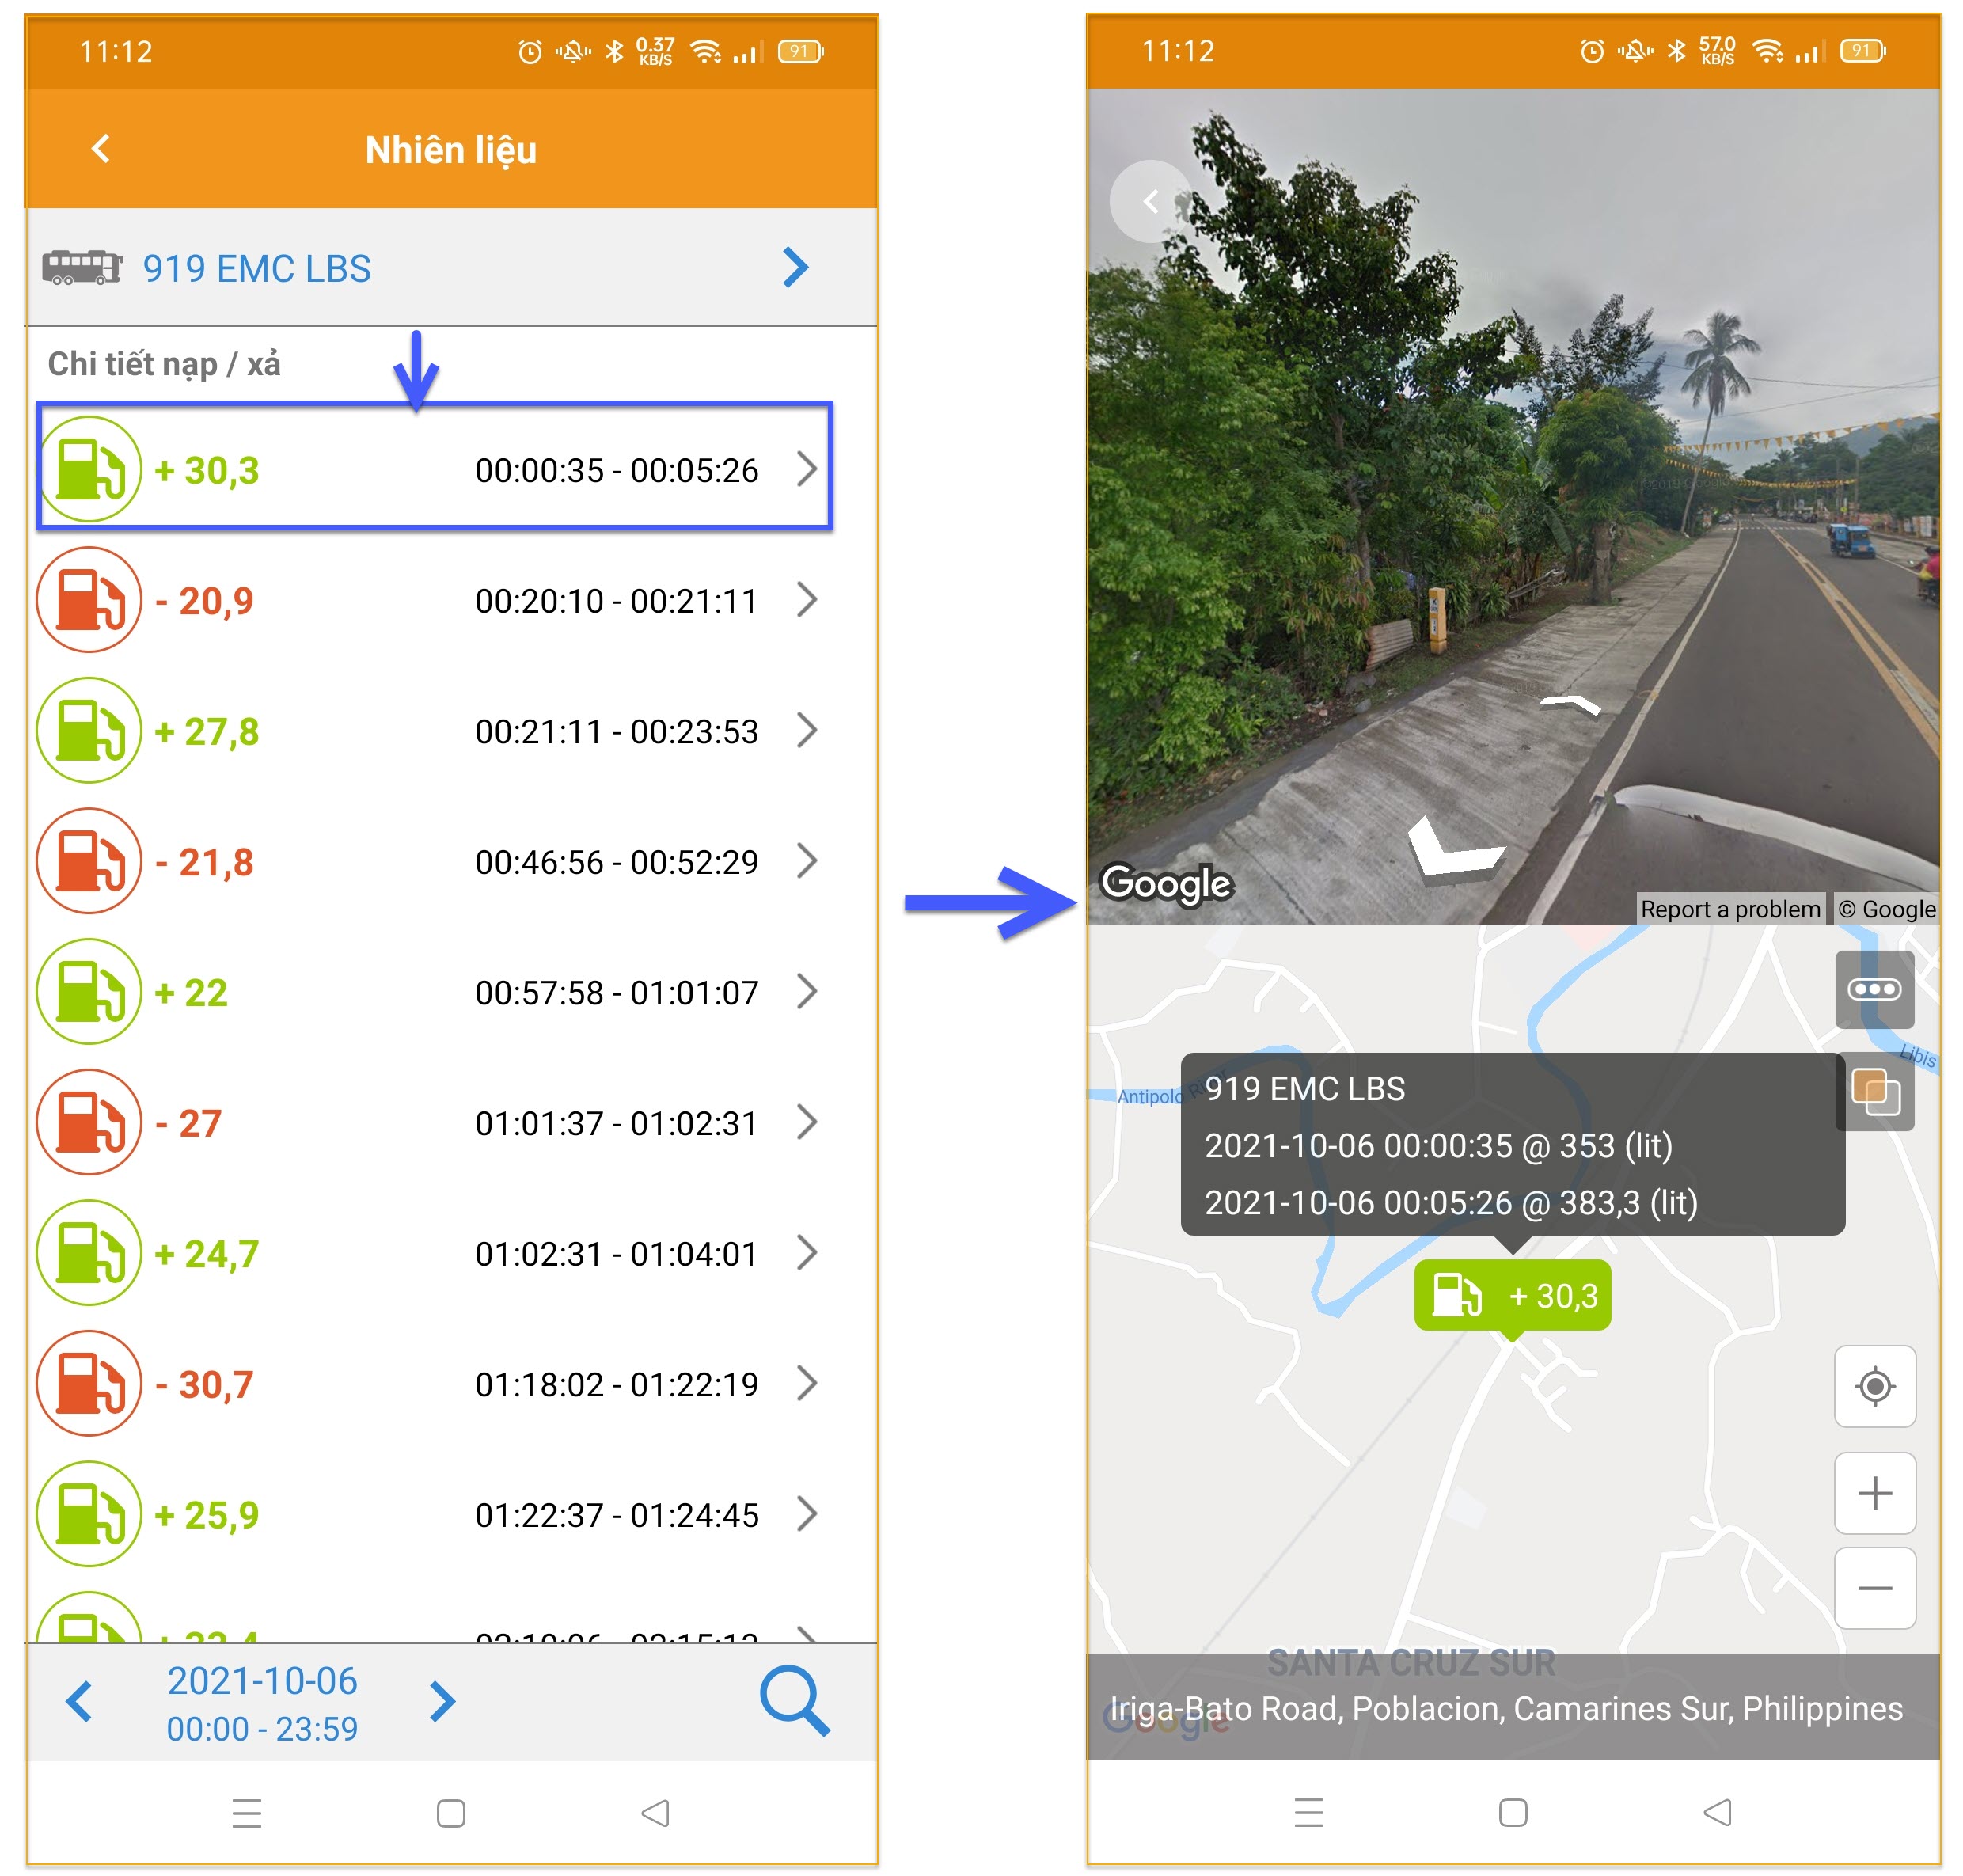 11:12
0.37
KB/S
91
Nhiên liệu
919 EMC LBS
Chi tiết nạp / xả
+ 30,3 00:00:35 - 00:05:26
- 20,9 00:20:10 - 00:21:11
+ 27,8 00:21:11 - 00:23:53
- 21,8 00:46:56 - 00:52:29
+ 22 00:57:58 - 01:01:07
- 27 01:01:37 - 01:02:31
+ 24,7 01:02:31 - 01:04:01
- 30,7 01:18:02 - 01:22:19
+ 25,9 01:22:37 - 01:24:45
2021-10-06
00:00 - 23:59
11:12
57.0
KB/S
91
Google
Report a problem
© Google
Libis
Antipolo River
919 EMC LBS
2021-10-06 00:00:35 @ 353 (lit)
2021-10-06 00:05:26 @ 383,3 (lit)
+ 30,3
SANTA CRUZ SUR
Iriga-Bato Road, Poblacion, Camarines Sur, Philippines
Google